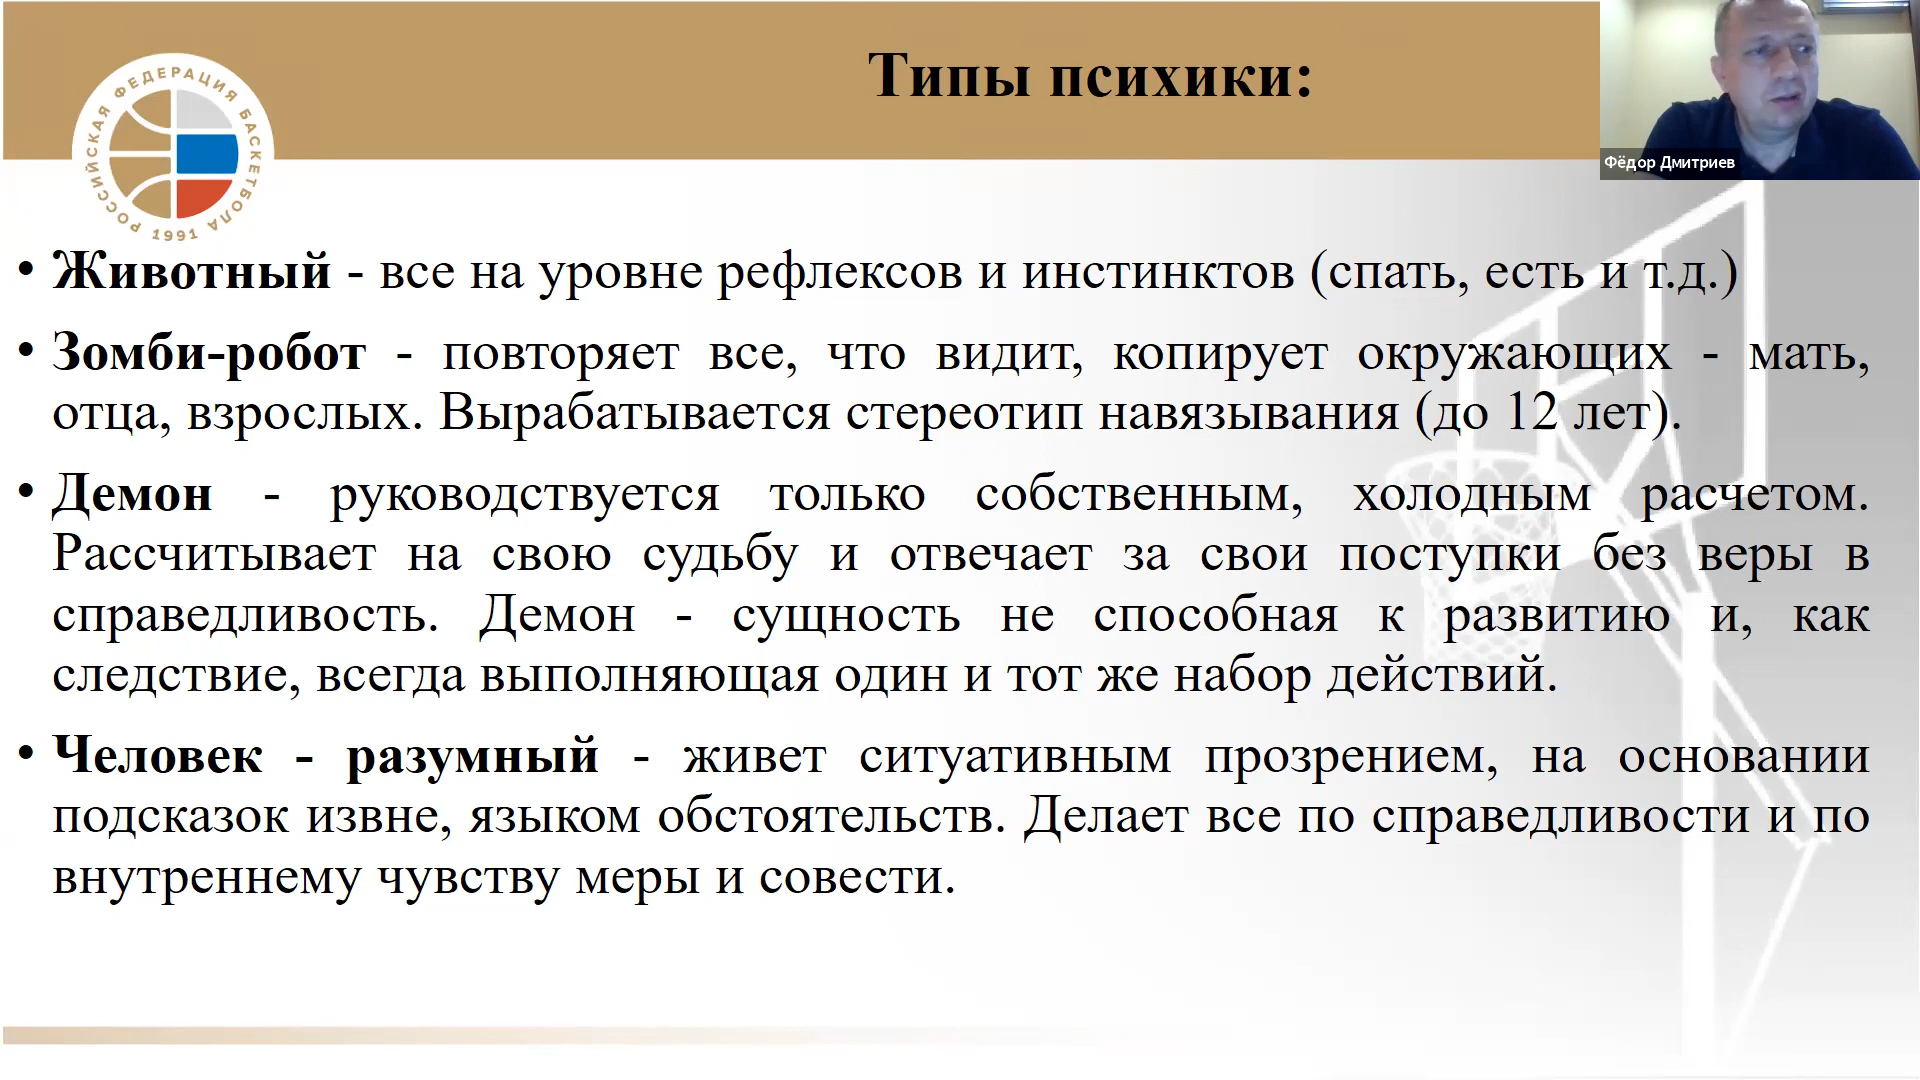 Типы психики:
Фёдор Дмитриев
РОССИЙСКАЯ ФЕДЕРАЦИЯ БАСКЕТБОЛА
1991
• Животный - все на уровне рефлексов и инстинктов (спать, есть и т.д.)
• Зомби-робот - повторяет все, что видит, копирует окружающих - мать,
отца, взрослых. Вырабатывается стереотип навязывания (до 12 лет).
• Демон - руководствуется только собственным, холодным расчетом.
Рассчитывает на свою судьбу и отвечает за свои поступки без веры в
справедливость. Демон - сущность не способная к развитию и, как
следствие, всегда выполняющая один и тот же набор действий.
• Человек - разумный - живет ситуативным прозрением, на основании
подсказок извне, языком обстоятельств. Делает все по справедливости и по
внутреннему чувству меры и совести.